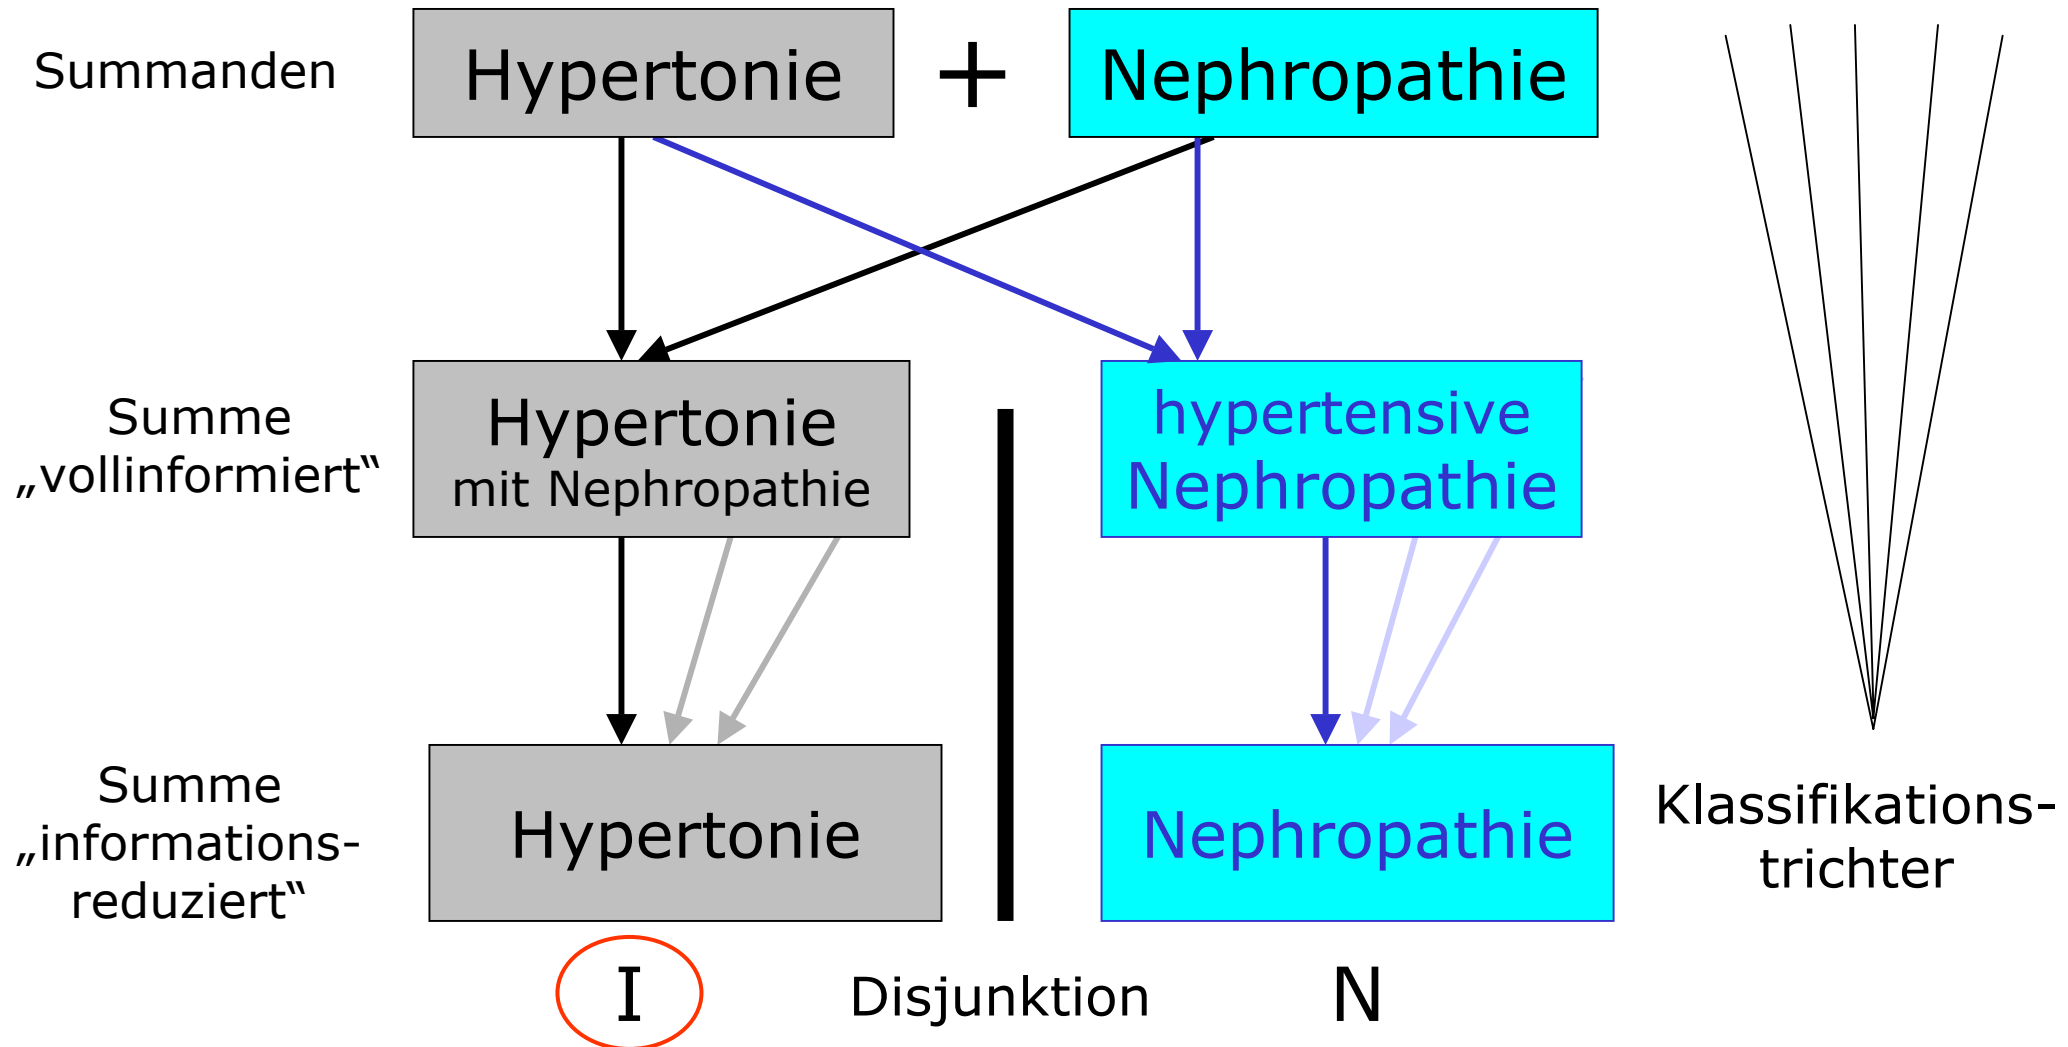 Summanden
Hypertonie
+
Nephropathie
Summe
„vollinformiert“
Hypertonie
mit Nephropathie
hypertensive
Nephropathie
Summe
„informations-
reduziert“
Hypertonie
Nephropathie
Klassifikations-
trichter
I
Disjunktion
N